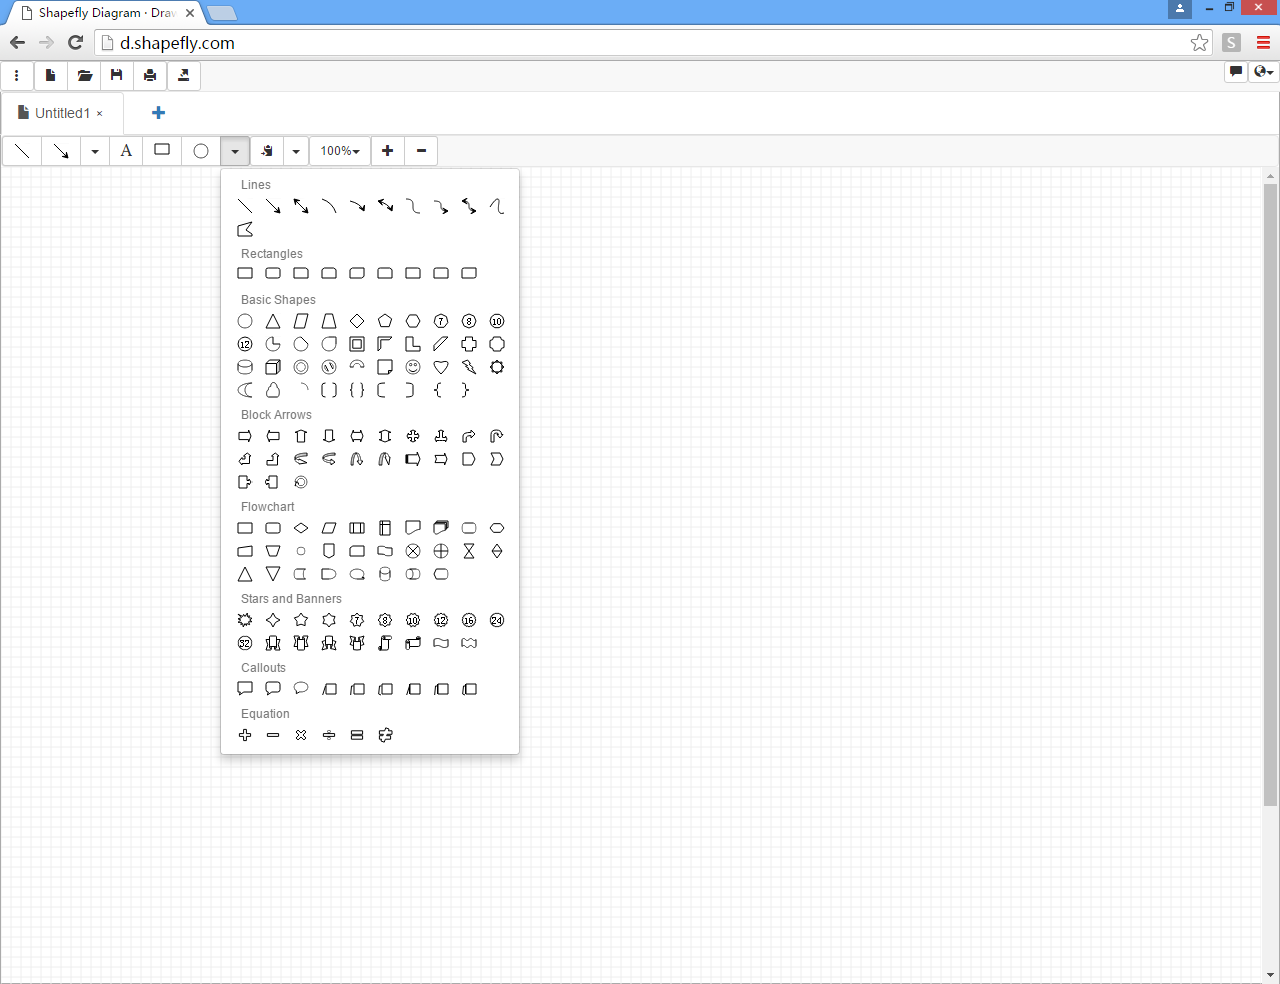 Shapefly Diagram · Drav
d.shapefly.com
S
Untitled1 ×
A
100%
Lines
Rectangles
Basic Shapes
7 8 10
12
Block Arrows
Flowchart
Stars and Banners
7 8 10 12 16 24
32
Callouts
Equation